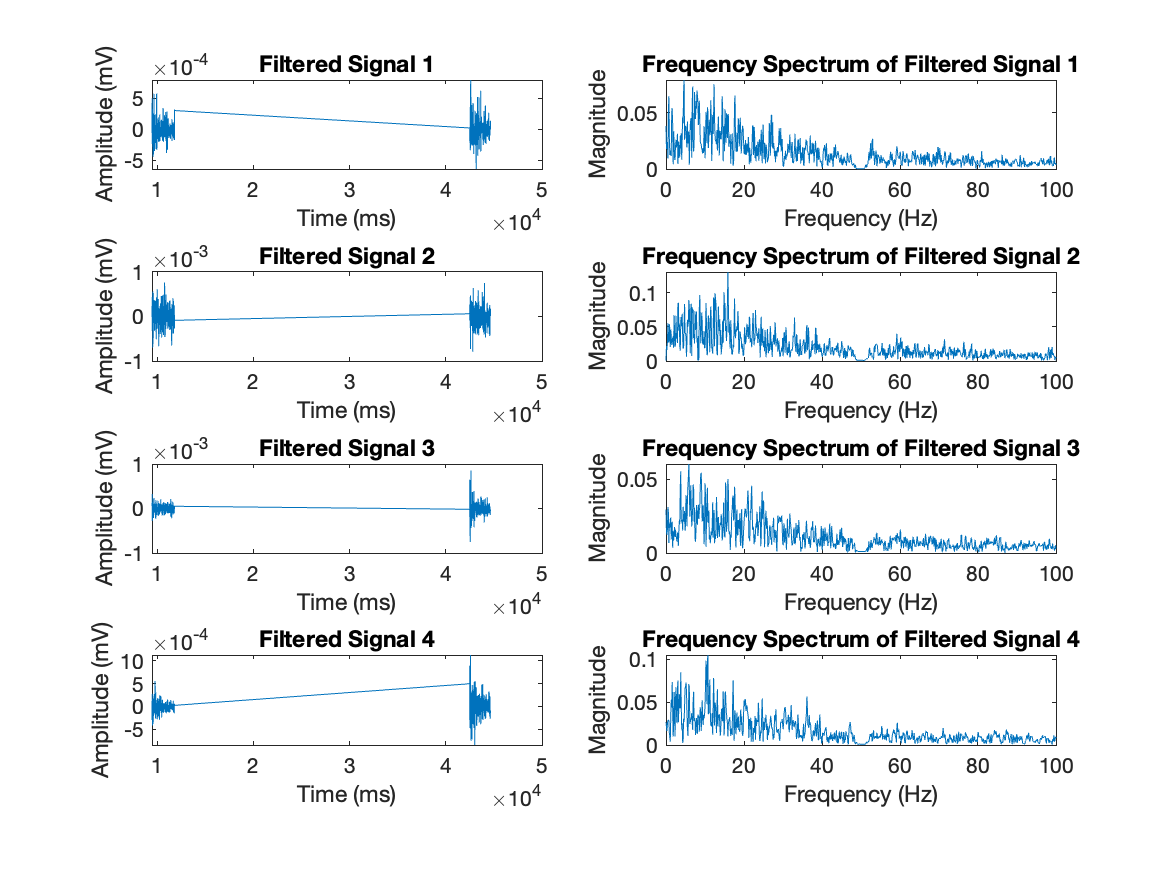 Filtered Signal 1
×10-4
Amplitude (mV)
5
0
-5
1 2 3 4 5
Time (ms)
×104
Frequency Spectrum of Filtered Signal 1
Magnitude
0.05
0
0 20 40 60 80 100
Frequency (Hz)
Filtered Signal 2
×10-3
Amplitude (mV)
1
0
-1
1 2 3 4 5
Time (ms)
×104
Frequency Spectrum of Filtered Signal 2
Magnitude
0.1
0.05
0
0 20 40 60 80 100
Frequency (Hz)
Filtered Signal 3
×10-3
Amplitude (mV)
1
0
-1
1 2 3 4 5
Time (ms)
×104
Frequency Spectrum of Filtered Signal 3
Magnitude
0.05
0
0 20 40 60 80 100
Frequency (Hz)
Filtered Signal 4
×10-4
Amplitude (mV)
10
5
0
-5
1 2 3 4 5
Time (ms)
×104
Frequency Spectrum of Filtered Signal 4
Magnitude
0.1
0.05
0
0 20 40 60 80 100
Frequency (Hz)